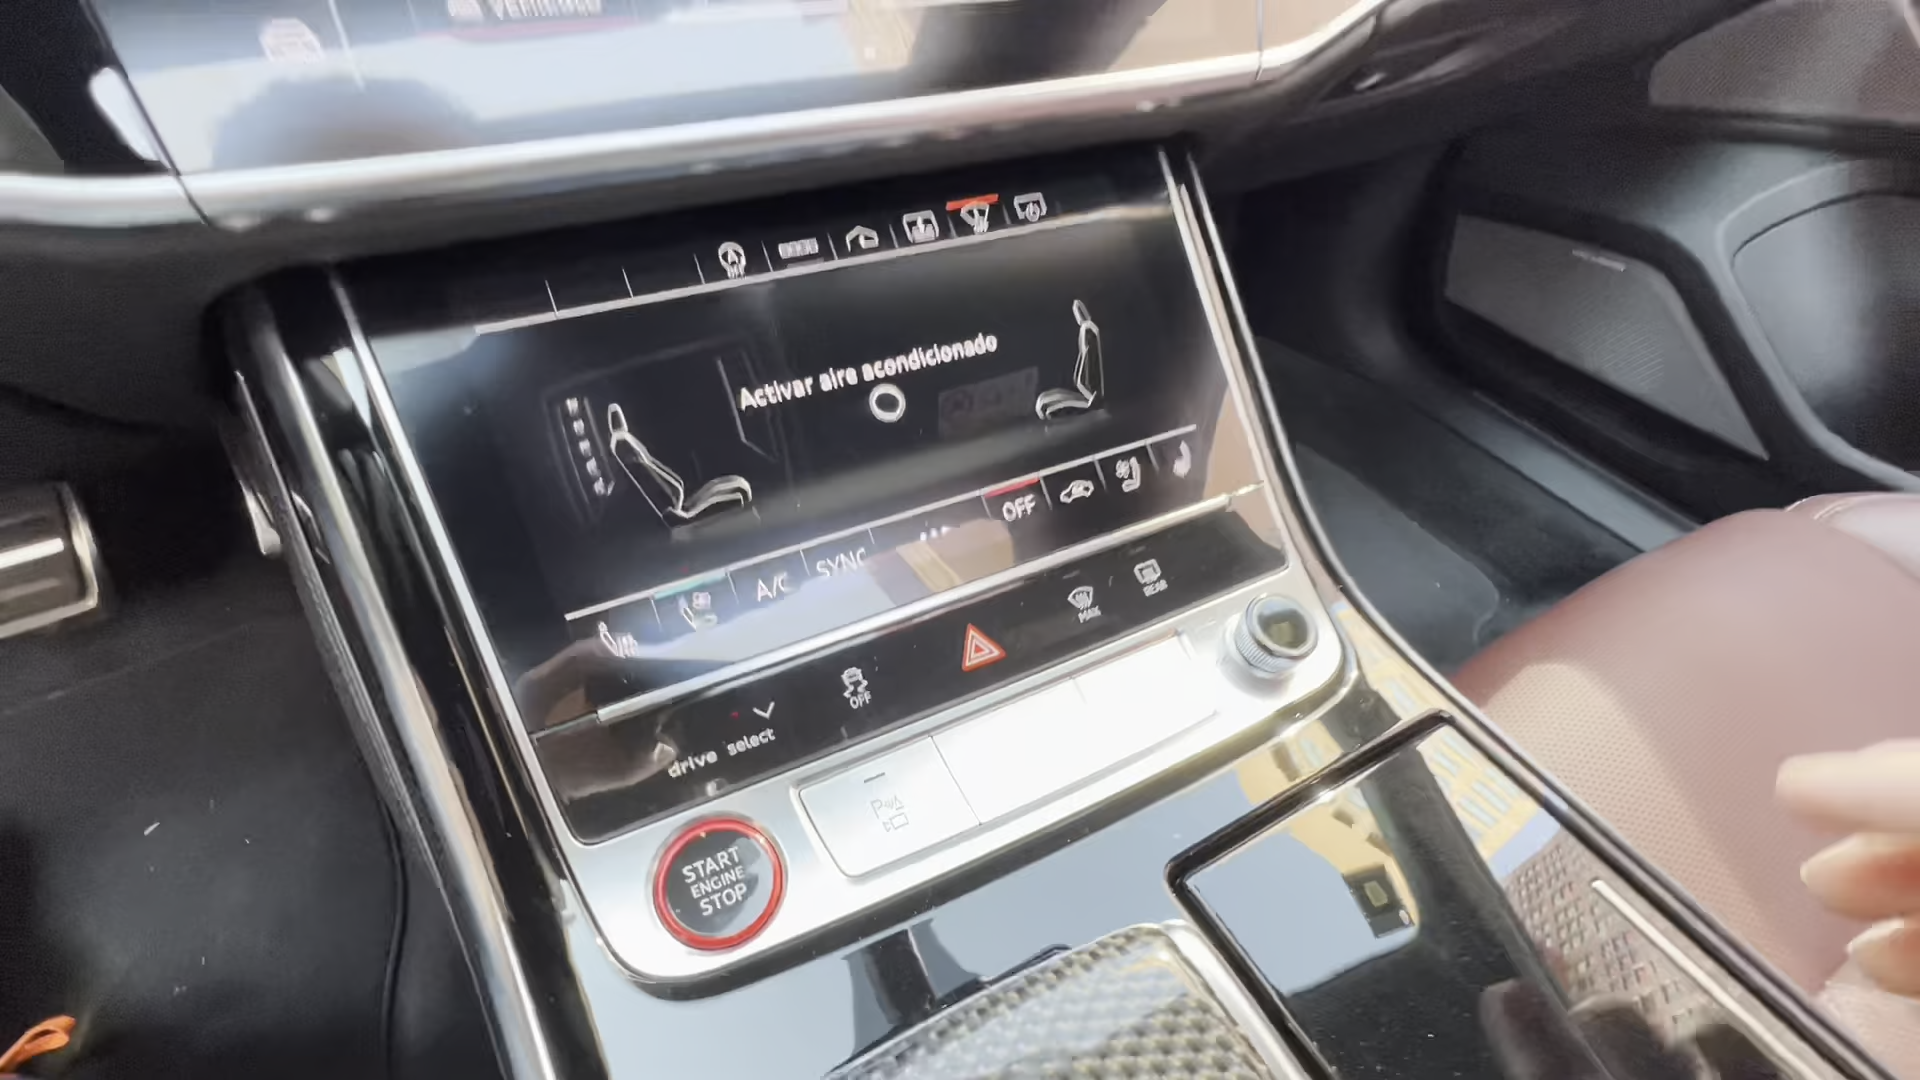 Activar aire acondicionado
A/C
SYNC
OFF
MAX
REAR
OFF
drive select
START
ENGINE
STOP